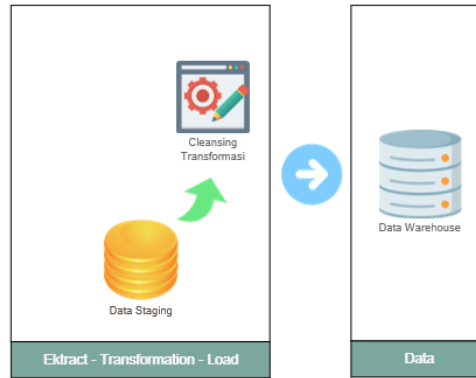 Cleansing
Transformasi
Data Staging
Ektract - Transformation - Load
Data Warehouse
Data